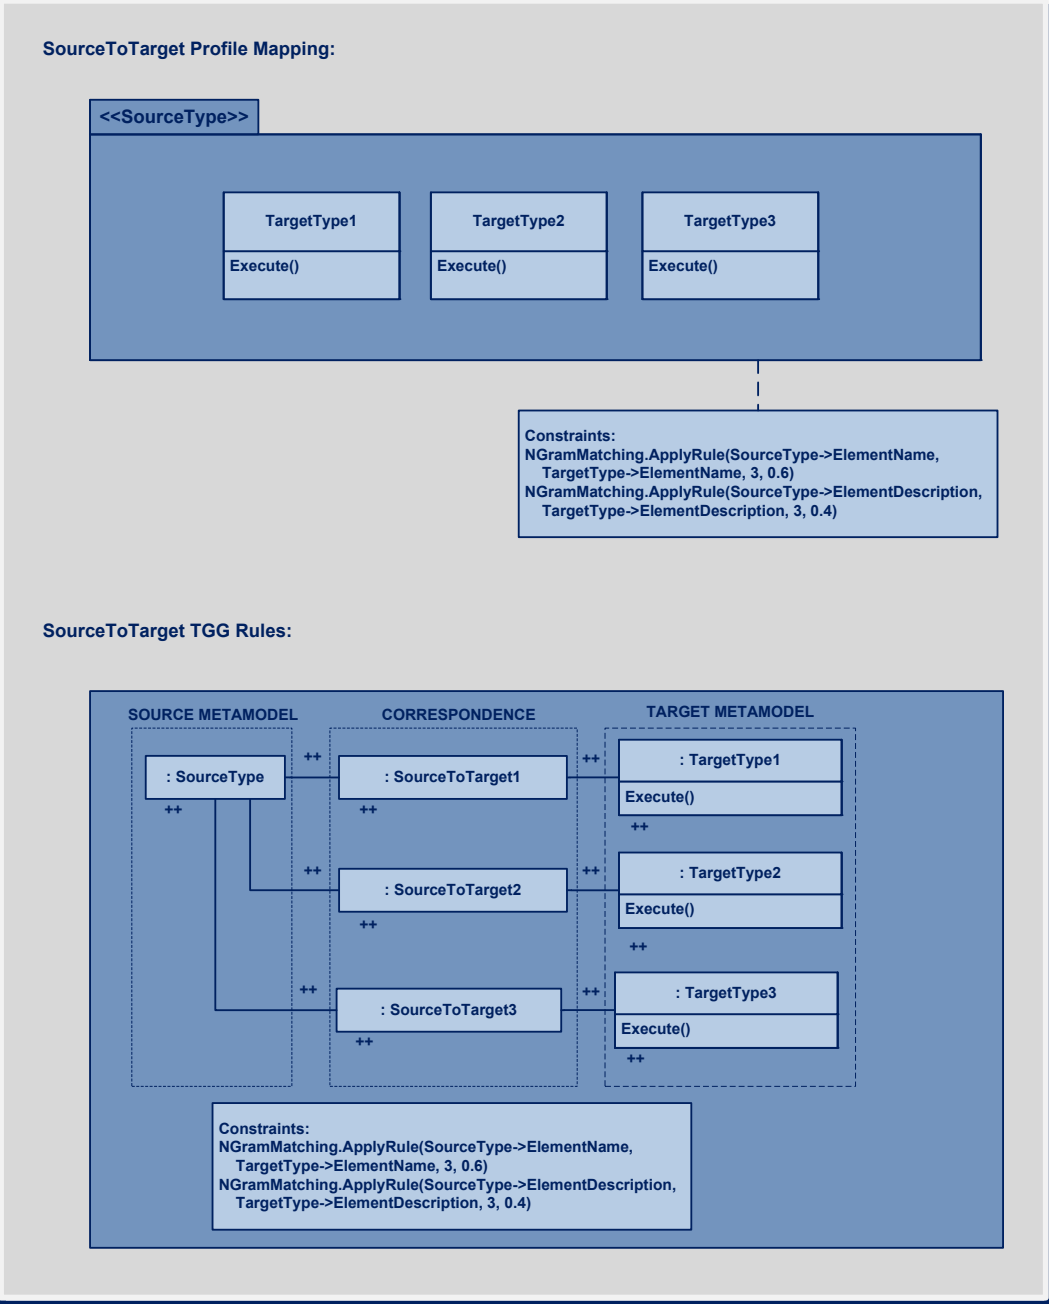 SourceToTarget Profile Mapping:
<<SourceType>>
TargetType1
TargetType2
TargetType3
Execute()
Execute()
Execute()
Constraints:
NGramMatching.ApplyRule(SourceType->ElementName,
TargetType->ElementName, 3, 0.6)
NGramMatching.ApplyRule(SourceType->ElementDescription,
TargetType->ElementDescription, 3, 0.4)
SourceToTarget TGG Rules:
SOURCE METAMODEL
CORRESPONDENCE
TARGET METAMODEL
: SourceType
++
++
: SourceToTarget1
++
++
: TargetType1
Execute()
++
++
: SourceToTarget2
++
++
: TargetType2
Execute()
++
++
: SourceToTarget3
++
++
: TargetType3
Execute()
++
Constraints:
NGramMatching.ApplyRule(SourceType->ElementName,
TargetType->ElementName, 3, 0.6)
NGramMatching.ApplyRule(SourceType->ElementDescription,
TargetType->ElementDescription, 3, 0.4)